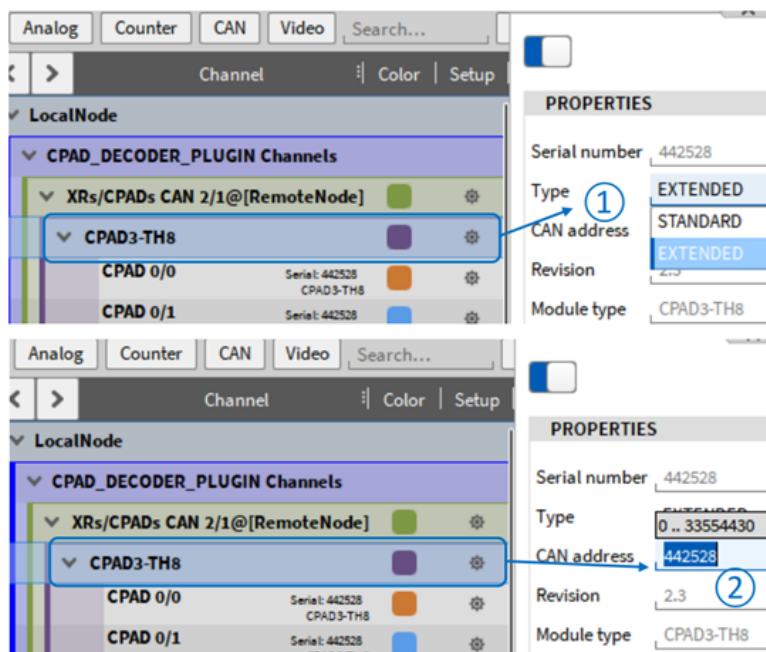 Analog Counter CAN Video Search...
Channel Color Setup
LocalNode
CPAD_DECODER_PLUGIN Channels
XRs/CPADs CAN 2/1@[RemoteNode]
CPAD3-TH8
CPAD 0/0 Serial: 442528
CPAD3-TH8
CPAD 0/1 Serial: 442528
PROPERTIES
Serial number 442528
Type EXTENDED
1
STANDARD
CAN address
EXTENDED
Revision 2.3
Module type CPAD3-TH8
Analog Counter CAN Video Search...
Channel Color Setup
LocalNode
CPAD_DECODER_PLUGIN Channels
XRs/CPADs CAN 2/1@[RemoteNode]
CPAD3-TH8
CPAD 0/0 Serial: 442528
CPAD3-TH8
CPAD 0/1 Serial: 442528
PROPERTIES
Serial number 442528
Type
0 .. 33554430
CAN address 442528
2
Revision 2.3
Module type CPAD3-TH8